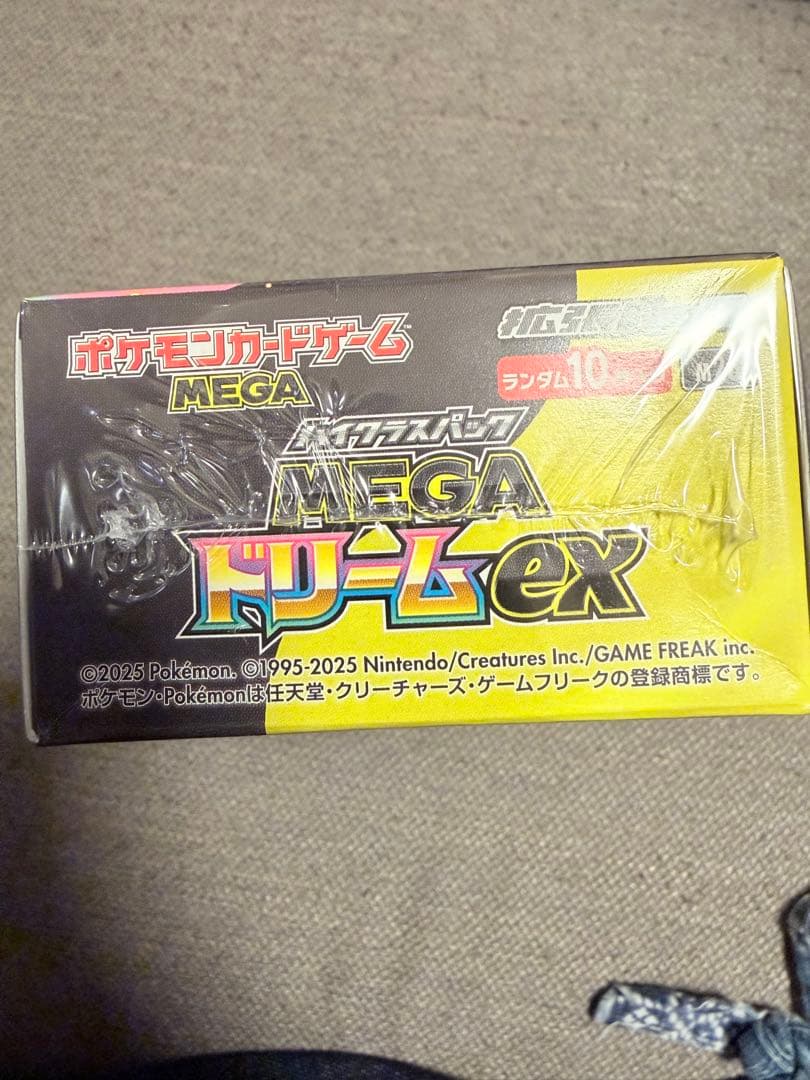 ポケモンカードゲーム™
MEGA
ランダム10
ハイクラスパック
MEGA
ドリームex
©2025 Pokémon. ©1995-2025 Nintendo/Creatures Inc./GAME FREAK inc.
ポケモン・Pokémonは任天堂・クリーチャーズ・ゲームフリークの登録商標です。